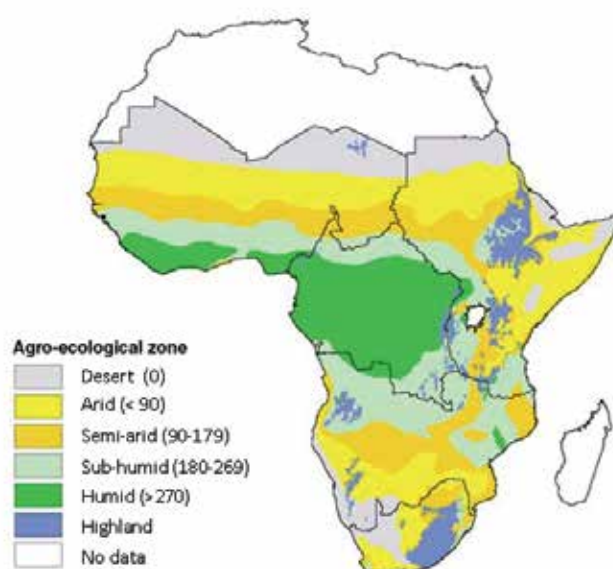 Agro-ecological zone
Desert (0)
Arid (< 90)
Semi-arid (90-179)
Sub-humid (180-269)
Humid (>270)
Highland
No data